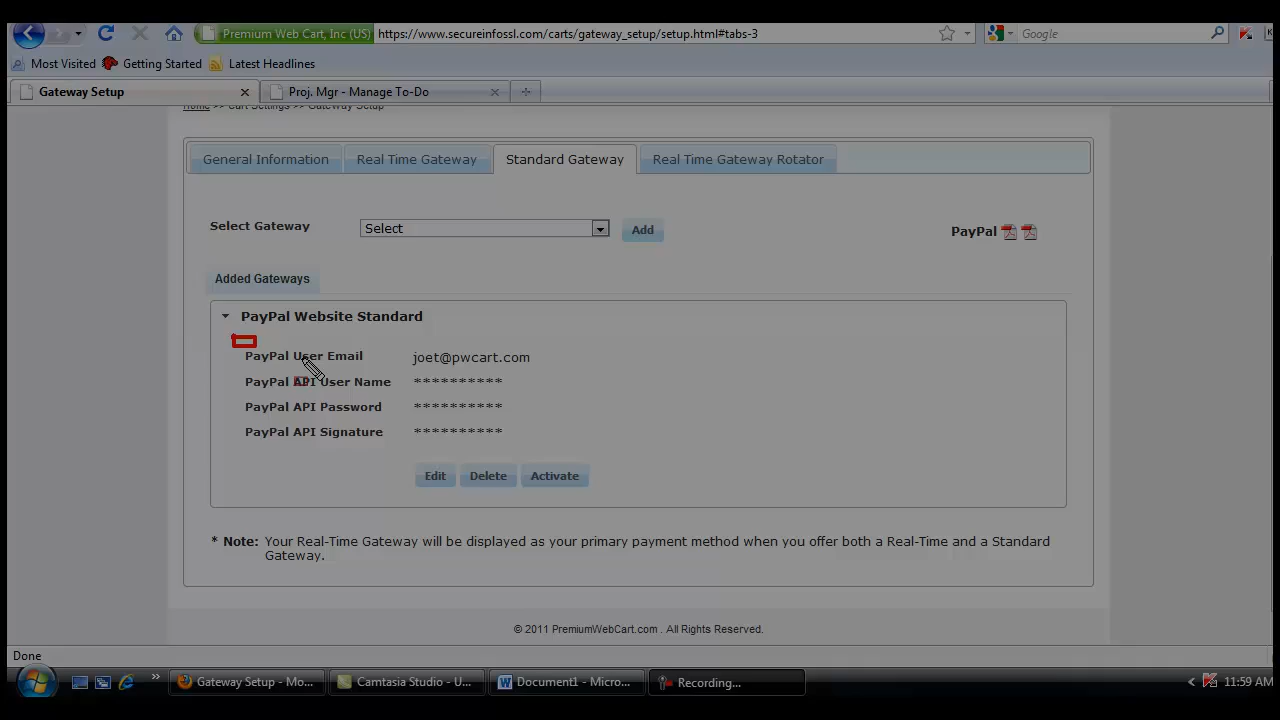 Premium Web Cart, Inc (US)
https://www.secureinfossl.com/carts/gateway_setup/setup.html#tabs-3
Google
Most Visited
Getting Started
Latest Headlines
Gateway Setup
Proj. Mgr - Manage To-Do
Home >> Cart Settings >> Gateway Setup
General Information
Real Time Gateway
Standard Gateway
Real Time Gateway Rotator
Select Gateway
Select
Add
PayPal
Added Gateways
PayPal Website Standard
PayPal User Email joet@pwcart.com
PayPal API User Name **********
PayPal API Password **********
PayPal API Signature **********
Edit
Delete
Activate
* Note: Your Real-Time Gateway will be displayed as your primary payment method when you offer both a Real-Time and a Standard
Gateway.
© 2011 PremiumWebCart.com . All Rights Reserved.
Done
Gateway Setup - Mo...
Camtasia Studio - U...
Document1 - Micro...
Recording...
11:59 AM